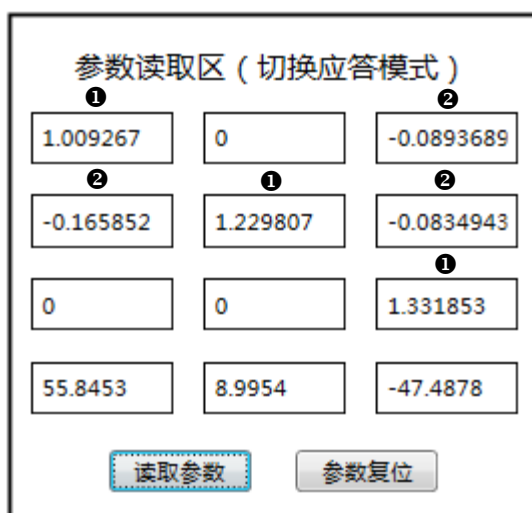 参数读取区（切换应答模式）
❶ ❷
1.009267 0 -0.0893689
❷ ❶ ❷
-0.165852 1.229807 -0.0834943
❶
0 0 1.331853
55.8453 8.9954 -47.4878
读取参数 参数复位